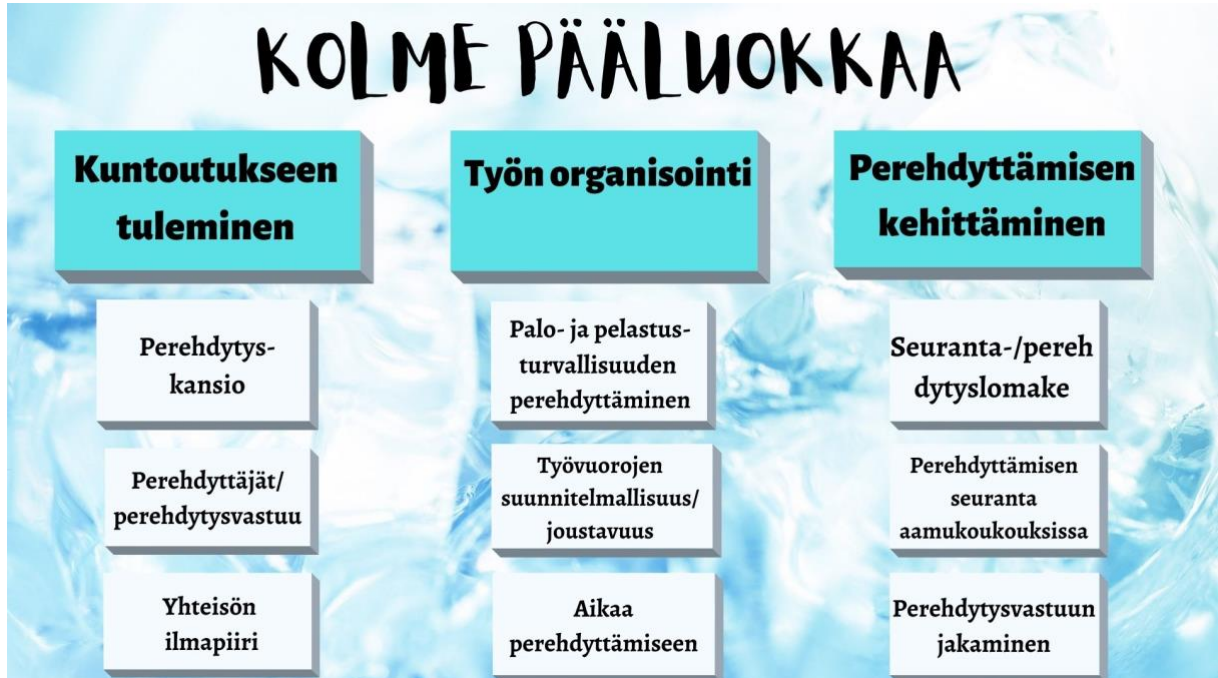 KOLME PÄÄLUOKKAA
Kuntoutukseen
tuleminen
Perehdytys-
kansio
Perehdyttäjät/
perehdytysvastuu
Yhteisön
ilmapiiri
Työn organisointi
Palo- ja pelastus-
turvallisuuden
perehdyttäminen
Työvuorojen
suunnitelmallisuus/
joustavuus
Aikaa
perehdyttämiseen
Perehdyttämisen
kehittäminen
Seuranta-/pereh
dytyslomake
Perehdyttämisen
seuranta
aamukoukouksissa
Perehdytysvastuun
jakaminen